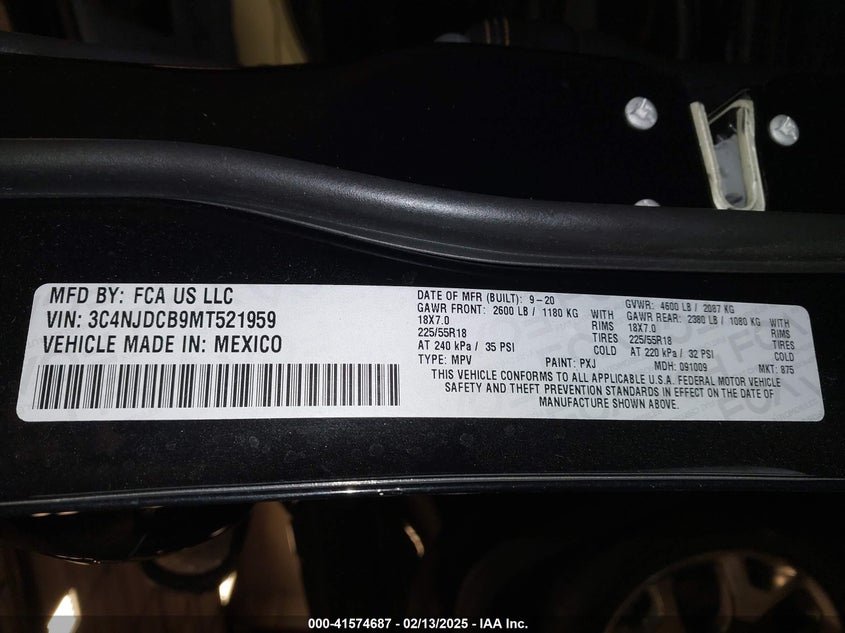 MFD BY: FCA US LLC
VIN: 3C4NJDCB9MT521959
VEHICLE MADE IN: MEXICO
DATE OF MFR (BUILT): 9-20
GVWR: 4600 LB / 2087 KG
GAWR FRONT: 2600 LB / 1180 KG WITH
GAWR REAR: 2380 LB / 1080 KG WITH
18X7.0 RIMS
18X7.0 RIMS
225/55R18 TIRES
225/55R18 TIRES
AT 240 kPa / 35 PSI COLD
AT 220 kPa / 32 PSI COLD
TYPE: MPV PAINT: PXJ MDH: 091009 MKT: 875
THIS VEHICLE CONFORMS TO ALL APPLICABLE U.S.A. FEDERAL MOTOR VEHICLE
SAFETY AND THEFT PREVENTION STANDARDS IN EFFECT ON THE DATE OF
MANUFACTURE SHOWN ABOVE.
000-41574687 - 02/13/2025 - IAA Inc.